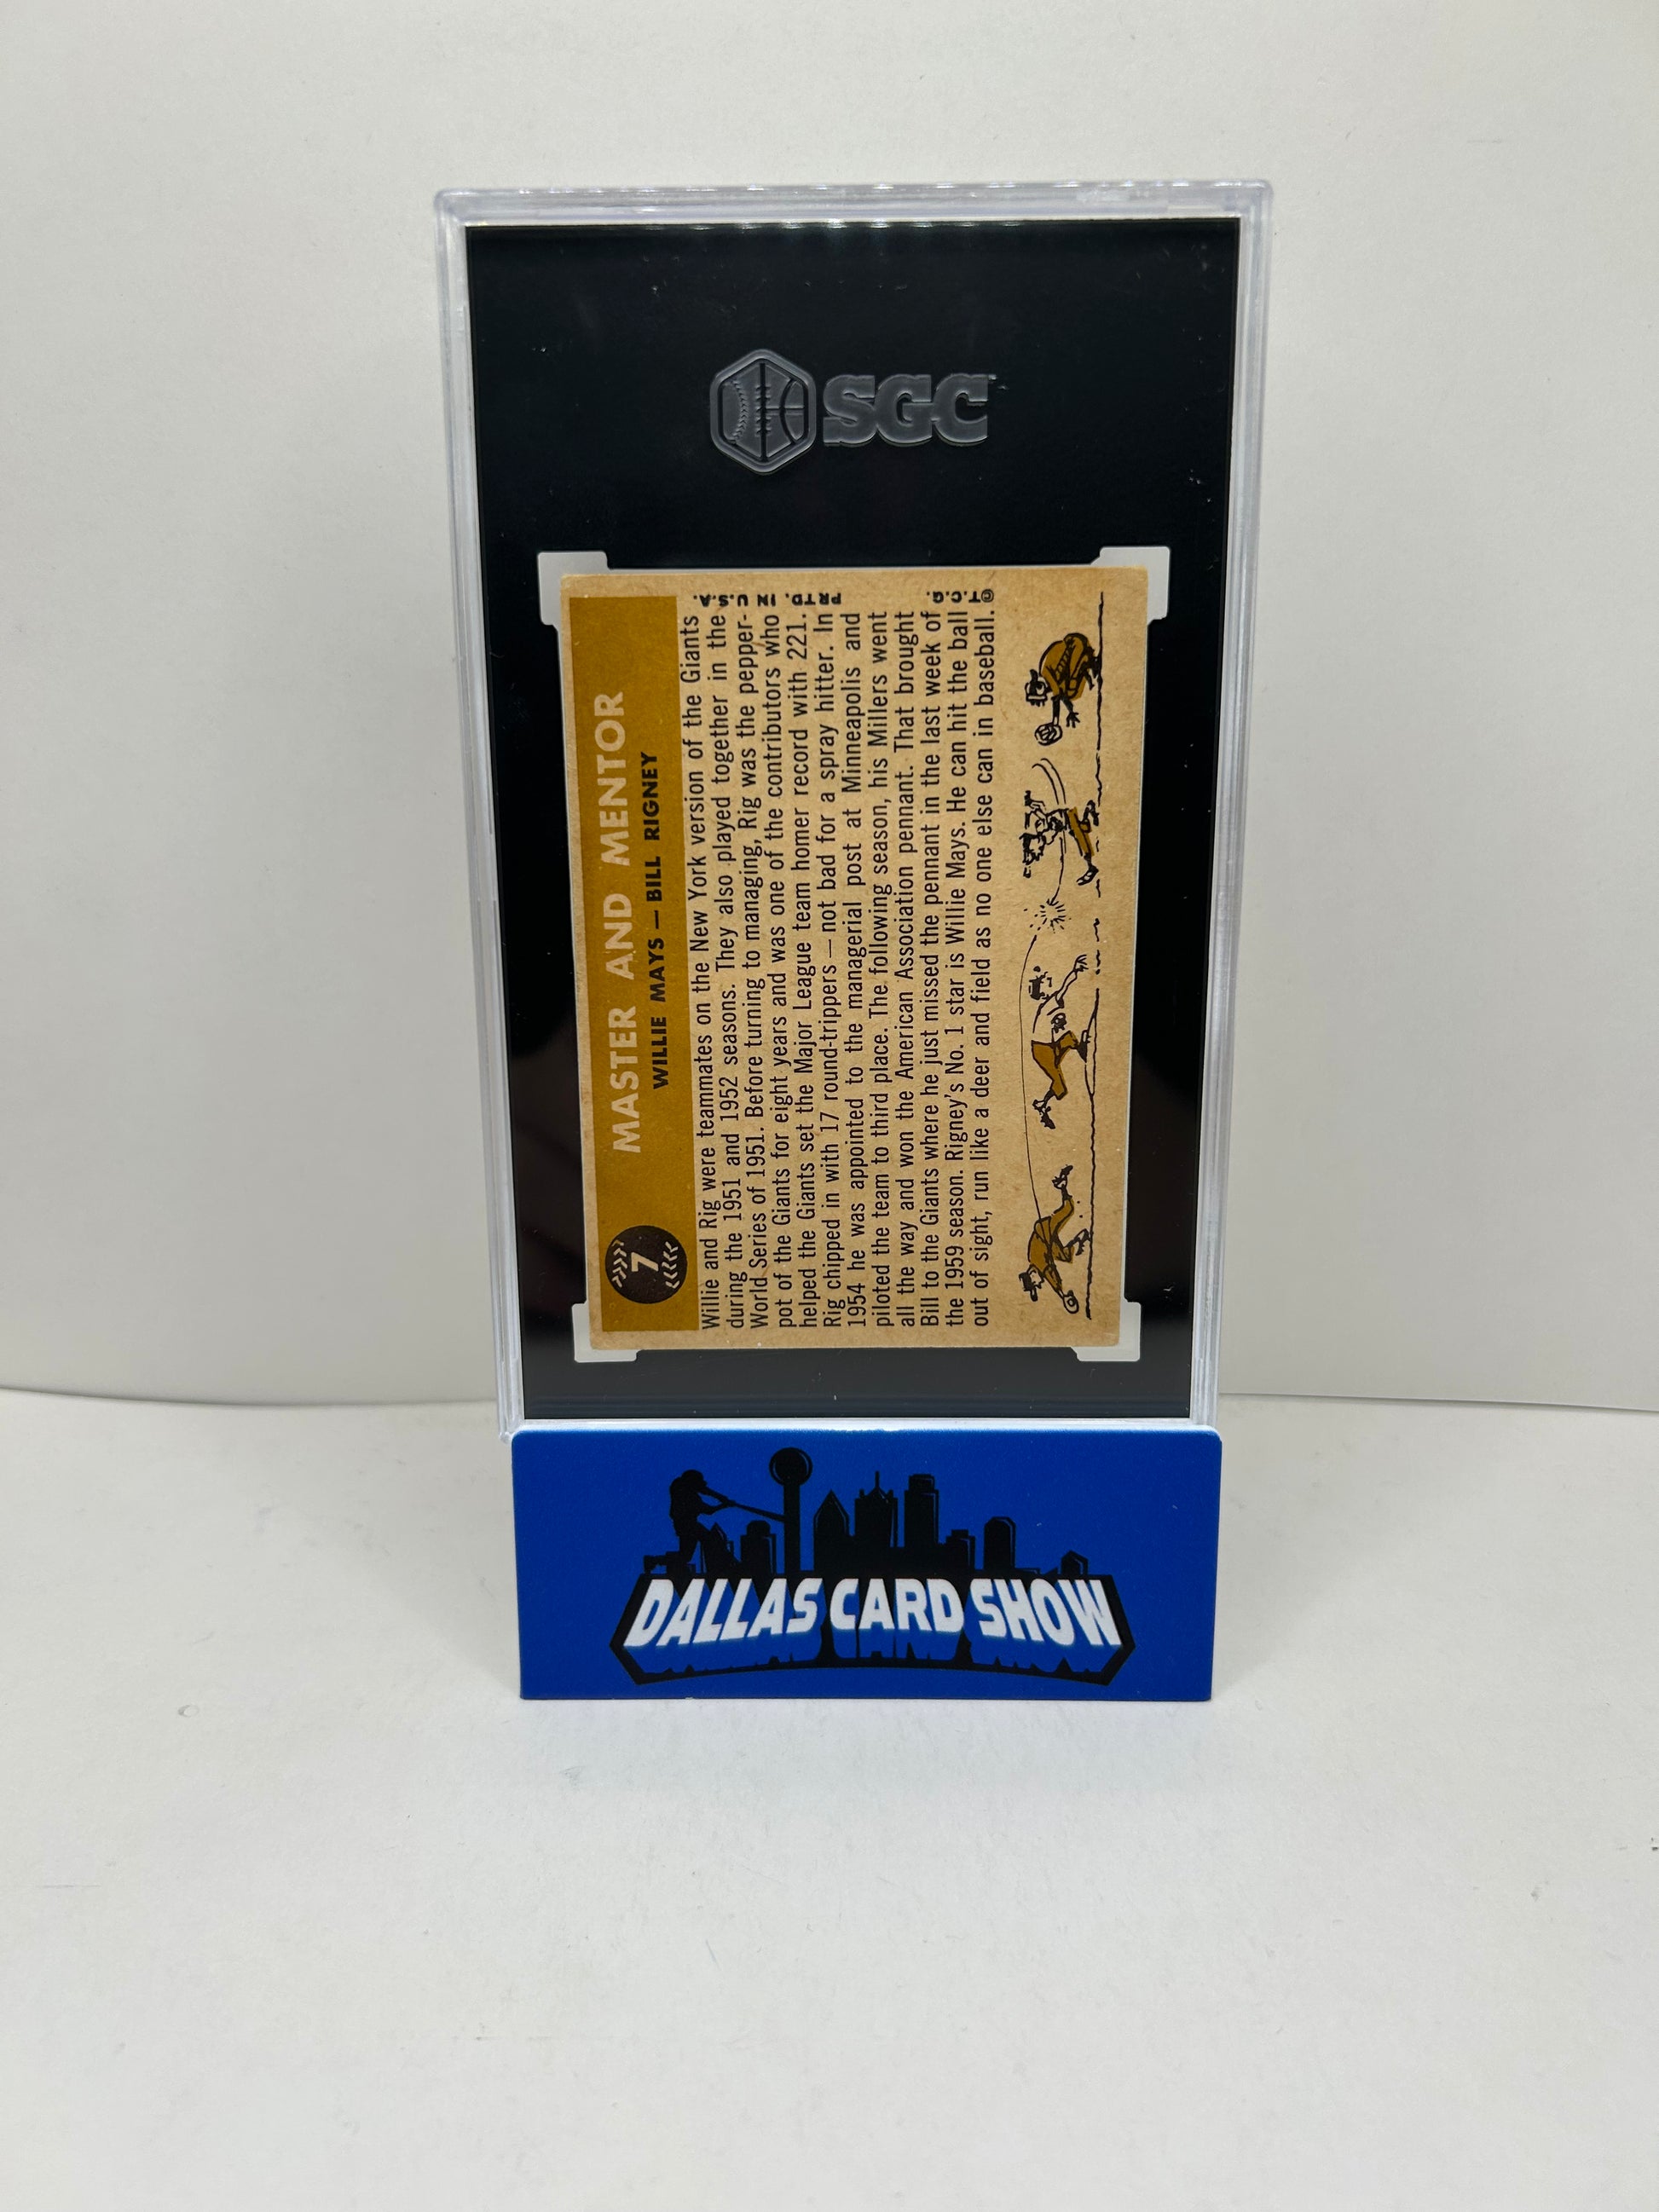 SGC
7
MASTER AND MENTOR
WILLIE MAYS — BILL RIGNEY
Willie and Rig were teammates on the New York version of the Giants
during the 1951 and 1952 seasons. They also played together in the
World Series of 1951. Before turning to managing, Rig was the pepper-
pot of the Giants for eight years and was one of the contributors who
helped the Giants set the Major League team homer record with 221.
Rig chipped in with 17 round-trippers — not bad for a spray hitter. In
1954 he was appointed to the managerial post at Minneapolis and
piloted the team to third place. The following season, his Millers went
all the way and won the American Association pennant. That brought
Bill to the Giants where he just missed the pennant in the last week of
the 1959 season. Rigney's No. 1 star is Willie Mays. He can hit the ball
out of sight, run like a deer and field as no one else can in baseball.
©T.C.G.
PRTD. IN U.S.A.
DALLAS CARD SHOW